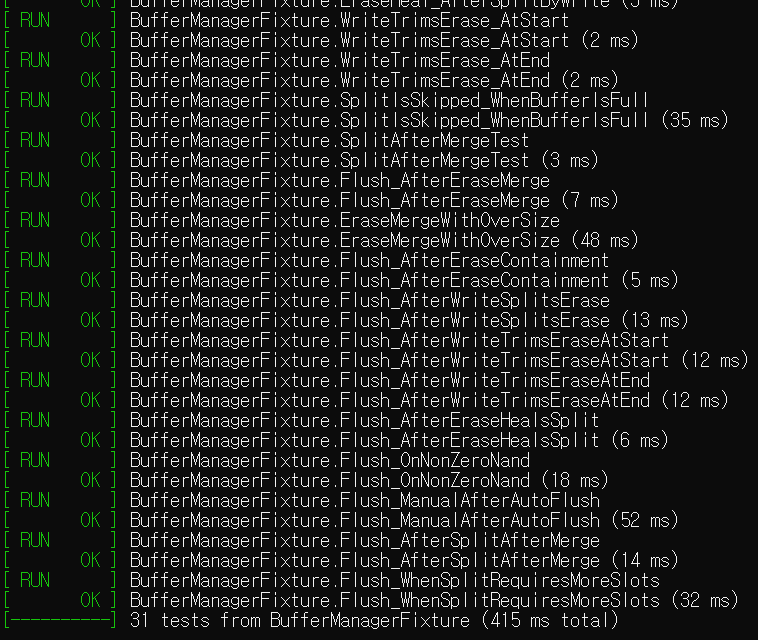 [       OK ] BufferManagerFixture.EraseHeal_AfterSplitByWrite (5 ms)
[ RUN      ] BufferManagerFixture.WriteTrimsErase_AtStart
[       OK ] BufferManagerFixture.WriteTrimsErase_AtStart (2 ms)
[ RUN      ] BufferManagerFixture.WriteTrimsErase_AtEnd
[       OK ] BufferManagerFixture.WriteTrimsErase_AtEnd (2 ms)
[ RUN      ] BufferManagerFixture.SplitIsSkipped_WhenBufferIsFull
[       OK ] BufferManagerFixture.SplitIsSkipped_WhenBufferIsFull (35 ms)
[ RUN      ] BufferManagerFixture.SplitAfterMergeTest
[       OK ] BufferManagerFixture.SplitAfterMergeTest (3 ms)
[ RUN      ] BufferManagerFixture.Flush_AfterEraseMerge
[       OK ] BufferManagerFixture.Flush_AfterEraseMerge (7 ms)
[ RUN      ] BufferManagerFixture.EraseMergeWithOverSize
[       OK ] BufferManagerFixture.EraseMergeWithOverSize (48 ms)
[ RUN      ] BufferManagerFixture.Flush_AfterEraseContainment
[       OK ] BufferManagerFixture.Flush_AfterEraseContainment (5 ms)
[ RUN      ] BufferManagerFixture.Flush_AfterWriteSplitsErase
[       OK ] BufferManagerFixture.Flush_AfterWriteSplitsErase (13 ms)
[ RUN      ] BufferManagerFixture.Flush_AfterWriteTrimsEraseAtStart
[       OK ] BufferManagerFixture.Flush_AfterWriteTrimsEraseAtStart (12 ms)
[ RUN      ] BufferManagerFixture.Flush_AfterWriteTrimsEraseAtEnd
[       OK ] BufferManagerFixture.Flush_AfterWriteTrimsEraseAtEnd (12 ms)
[ RUN      ] BufferManagerFixture.Flush_AfterEraseHealsSplit
[       OK ] BufferManagerFixture.Flush_AfterEraseHealsSplit (6 ms)
[ RUN      ] BufferManagerFixture.Flush_OnNonZeroNand
[       OK ] BufferManagerFixture.Flush_OnNonZeroNand (18 ms)
[ RUN      ] BufferManagerFixture.Flush_ManualAfterAutoFlush
[       OK ] BufferManagerFixture.Flush_ManualAfterAutoFlush (52 ms)
[ RUN      ] BufferManagerFixture.Flush_AfterSplitAfterMerge
[       OK ] BufferManagerFixture.Flush_AfterSplitAfterMerge (14 ms)
[ RUN      ] BufferManagerFixture.Flush_WhenSplitRequiresMoreSlots
[       OK ] BufferManagerFixture.Flush_WhenSplitRequiresMoreSlots (32 ms)
[----------] 31 tests from BufferManagerFixture (415 ms total)